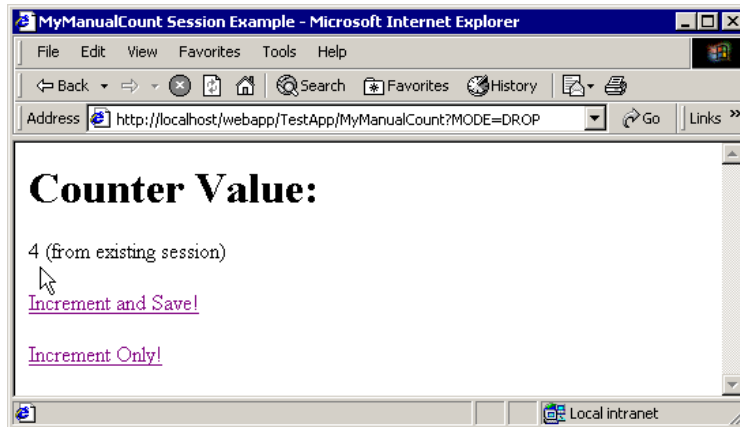 MyManualCount Session Example - Microsoft Internet Explorer
File Edit View Favorites Tools Help
Back Search Favorites History
Address http://localhost/webapp/TestApp/MyManualCount?MODE=DROP Go Links »
Counter Value:
4 (from existing session)
Increment and Save!
Increment Only!
Local intranet